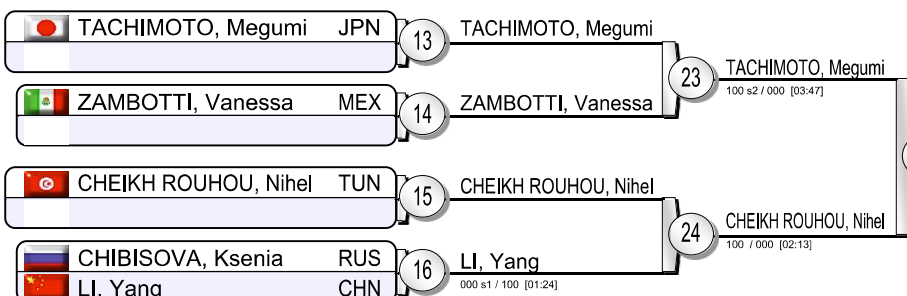 TACHIMOTO, Megumi JPN
13
TACHIMOTO, Megumi
23
TACHIMOTO, Megumi
100 s2 / 000 [03:47]
ZAMBOTTI, Vanessa MEX
14
ZAMBOTTI, Vanessa
CHEIKH ROUHOU, Nihel TUN
15
CHEIKH ROUHOU, Nihel
24
CHEIKH ROUHOU, Nihel
100 / 000 [02:13]
CHIBISOVA, Ksenia RUS
LI, Yang CHN
16
LI, Yang
000 s1 / 100 [01:24]